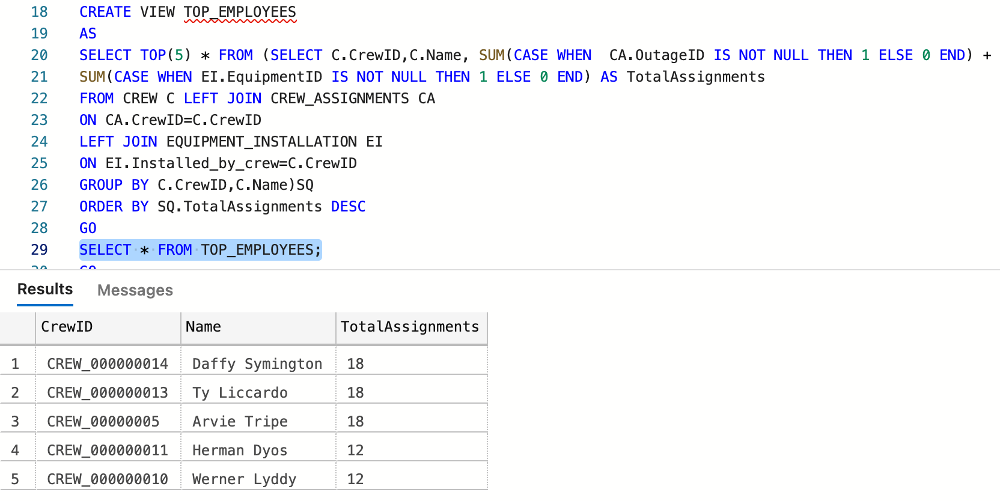 18 CREATE VIEW TOP_EMPLOYEES
19 AS
20 SELECT TOP(5) * FROM (SELECT C.CrewID,C.Name, SUM(CASE WHEN  CA.OutageID IS NOT NULL THEN 1 ELSE 0 END) +
21 SUM(CASE WHEN EI.EquipmentID IS NOT NULL THEN 1 ELSE 0 END) AS TotalAssignments
22 FROM CREW C LEFT JOIN CREW_ASSIGNMENTS CA
23 ON CA.CrewID=C.CrewID
24 LEFT JOIN EQUIPMENT_INSTALLATION EI
25 ON EI.Installed_by_crew=C.CrewID
26 GROUP BY C.CrewID,C.Name)SQ
27 ORDER BY SQ.TotalAssignments DESC
28 GO
29 SELECT * FROM TOP_EMPLOYEES;
30 GO
Results Messages
CrewID Name TotalAssignments
1 CREW_000000014 Daffy Symington 18
2 CREW_000000013 Ty Liccardo 18
3 CREW_00000005 Arvie Tripe 18
4 CREW_000000011 Herman Dyos 12
5 CREW_000000010 Werner Lyddy 12